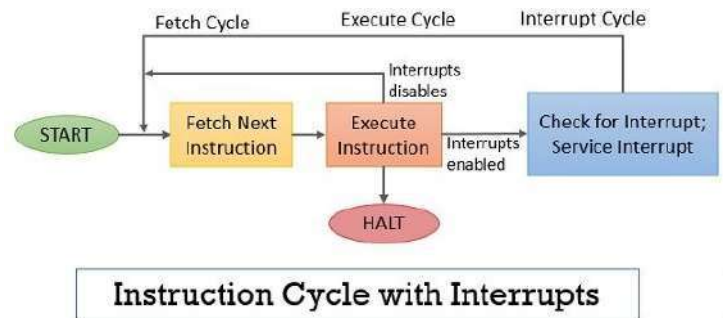 Fetch Cycle
Execute Cycle
Interrupt Cycle
Interrupts
disables
START
Fetch Next
Instruction
Execute
Instruction
Interrupts
enabled
Check for Interrupt;
Service Interrupt
HALT
Instruction Cycle with Interrupts